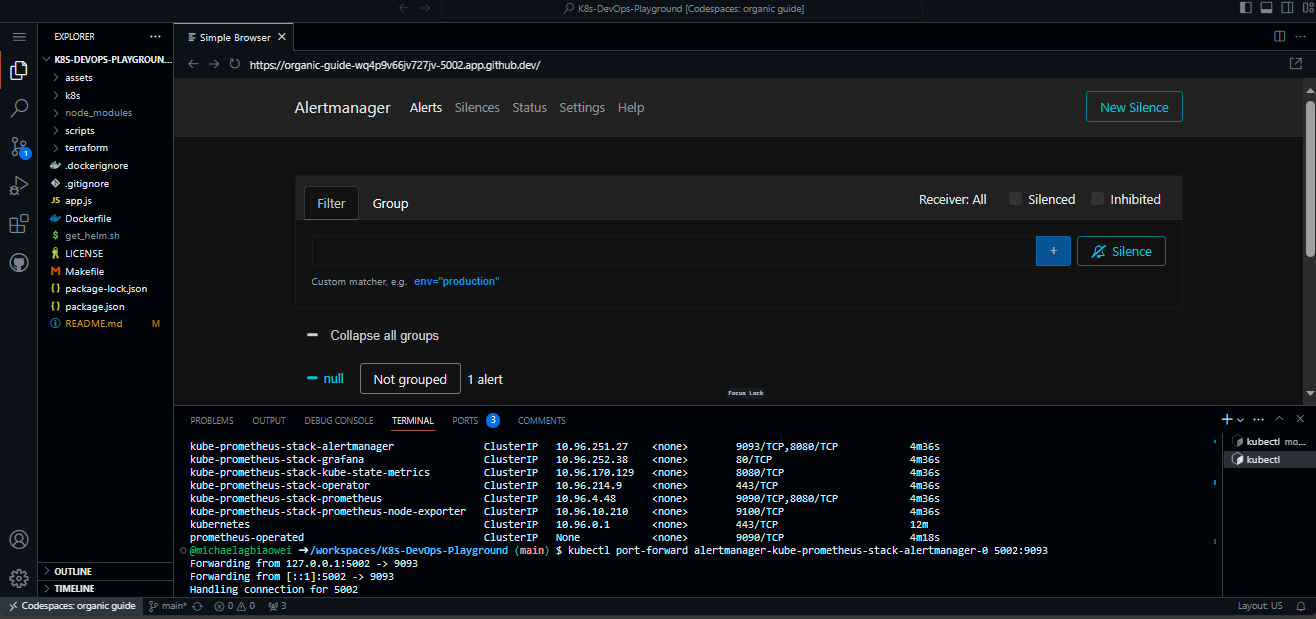 K8s-DevOps-Playground [Codespaces: organic guide]
EXPLORER
K8S-DEVOPS-PLAYGROUN...
assets
k8s
node_modules
scripts
terraform
.dockerignore
.gitignore
JS app.js
Dockerfile
$ get_helm.sh
LICENSE
M Makefile
{} package-lock.json
{} package.json
README.md M
OUTLINE
TIMELINE
1
Simple Browser
https://organic-guide-wq4p9v66jv727jv-5002.app.github.dev/
Alertmanager Alerts Silences Status Settings Help New Silence
Filter Group Receiver: All Silenced Inhibited
+ Silence
Custom matcher, e.g. env="production"
Collapse all groups
null Not grouped 1 alert
Focus Lock
PROBLEMS OUTPUT DEBUG CONSOLE TERMINAL PORTS 3 COMMENTS
kube-prometheus-stack-alertmanager ClusterIP 10.96.251.27 <none> 9093/TCP,8080/TCP 4m36s
kube-prometheus-stack-grafana ClusterIP 10.96.252.38 <none> 80/TCP 4m36s
kube-prometheus-stack-kube-state-metrics ClusterIP 10.96.170.129 <none> 8080/TCP 4m36s
kube-prometheus-stack-operator ClusterIP 10.96.214.9 <none> 443/TCP 4m36s
kube-prometheus-stack-prometheus ClusterIP 10.96.4.48 <none> 9090/TCP,8080/TCP 4m36s
kube-prometheus-stack-prometheus-node-exporter ClusterIP 10.96.10.210 <none> 9100/TCP 4m36s
kubernetes ClusterIP 10.96.0.1 <none> 443/TCP 12m
prometheus-operated ClusterIP None <none> 9090/TCP 4m18s
@michaelagbiaowei ➜ /workspaces/K8s-DevOps-Playground (main) $ kubectl port-forward alertmanager-kube-prometheus-stack-alertmanager-0 5002:9093
Forwarding from 127.0.0.1:5002 -> 9093
Forwarding from [::1]:5002 -> 9093
Handling connection for 5002
kubectl mo...
kubectl
Codespaces: organic guide main* 0 0 3 Layout: US